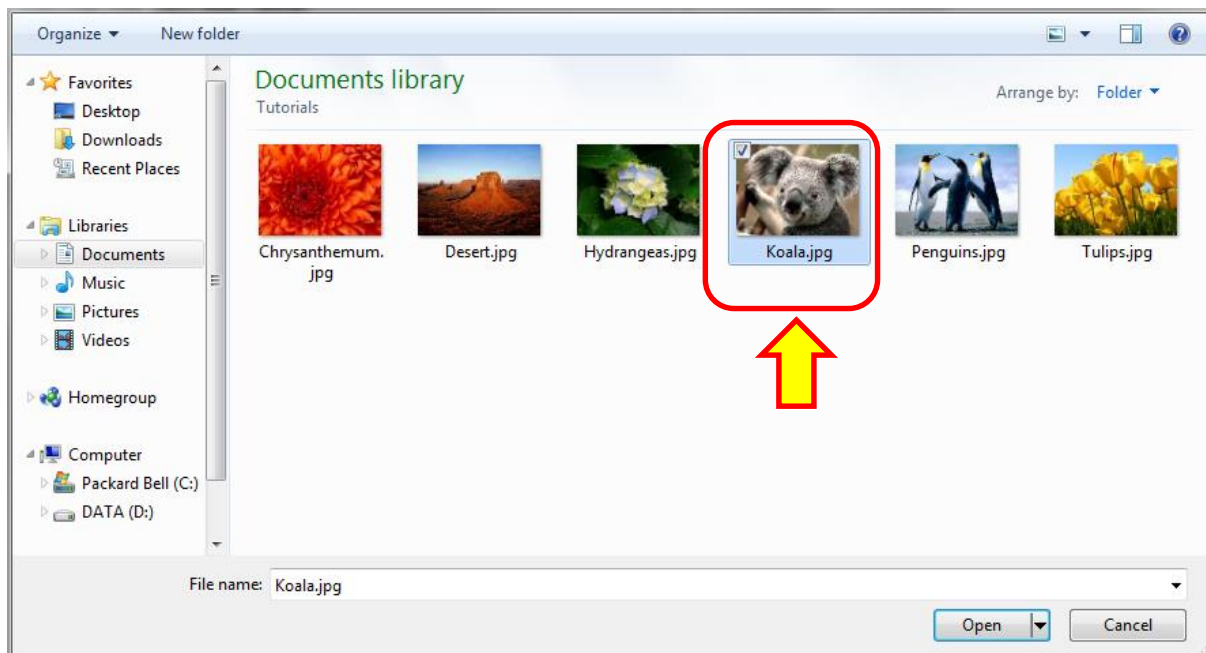 Organize New folder
Favorites
Desktop
Downloads
Recent Places
Libraries
Documents
Music
Pictures
Videos
Homegroup
Computer
Packard Bell (C:)
DATA (D:)
Documents library
Tutorials
Arrange by: Folder
Chrysanthemum.
jpg
Desert.jpg
Hydrangeas.jpg
Koala.jpg
Penguins.jpg
Tulips.jpg
File name: Koala.jpg
Open Cancel